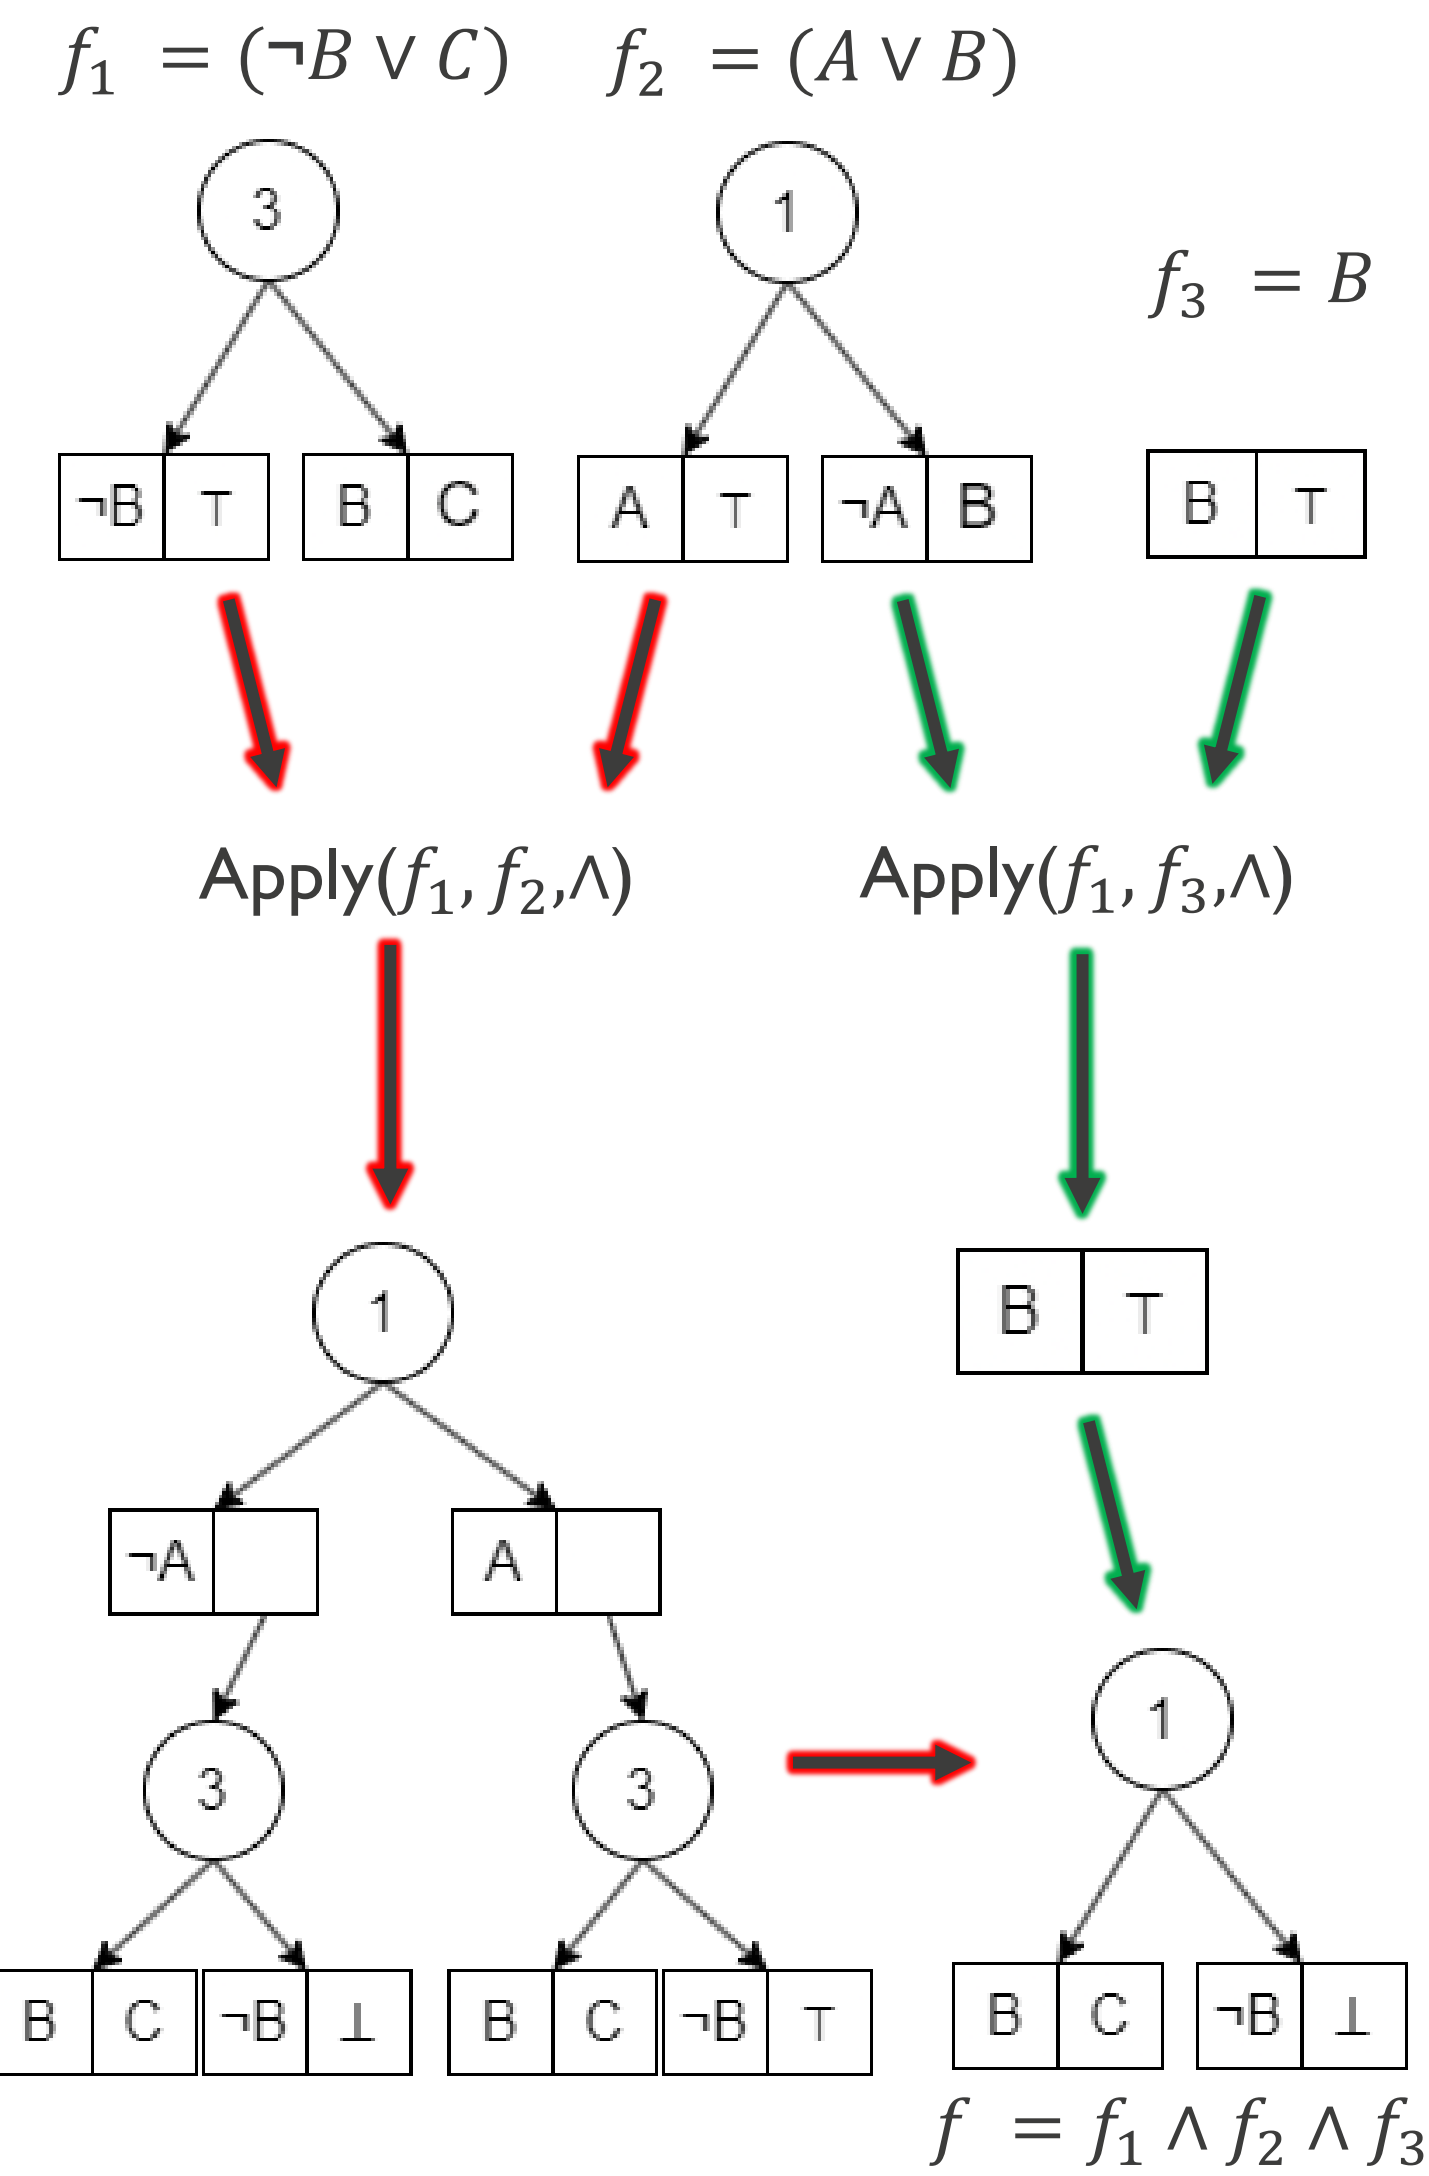 f₁ = (¬B ∨ C)
f₂ = (A ∨ B)
3
1
f₃ = B
¬B ⊤ B C
A ⊤ ¬A B
B ⊤
Apply(f₁, f₂,∧)
Apply(f₁, f₃,∧)
1
B ⊤
¬A
A
3
3
1
B C ¬B ⊥
B C ¬B ⊤
B C ¬B ⊥
f = f₁ ∧ f₂ ∧ f₃